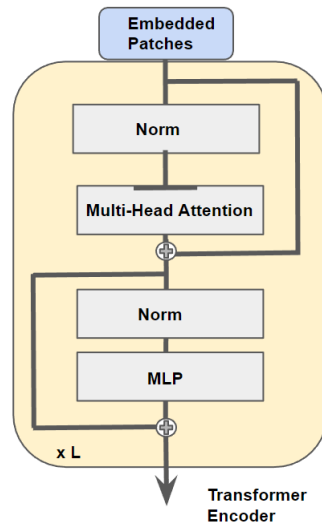 Embedded
Patches
Norm
Multi-Head Attention
Norm
MLP
x L
Transformer
Encoder